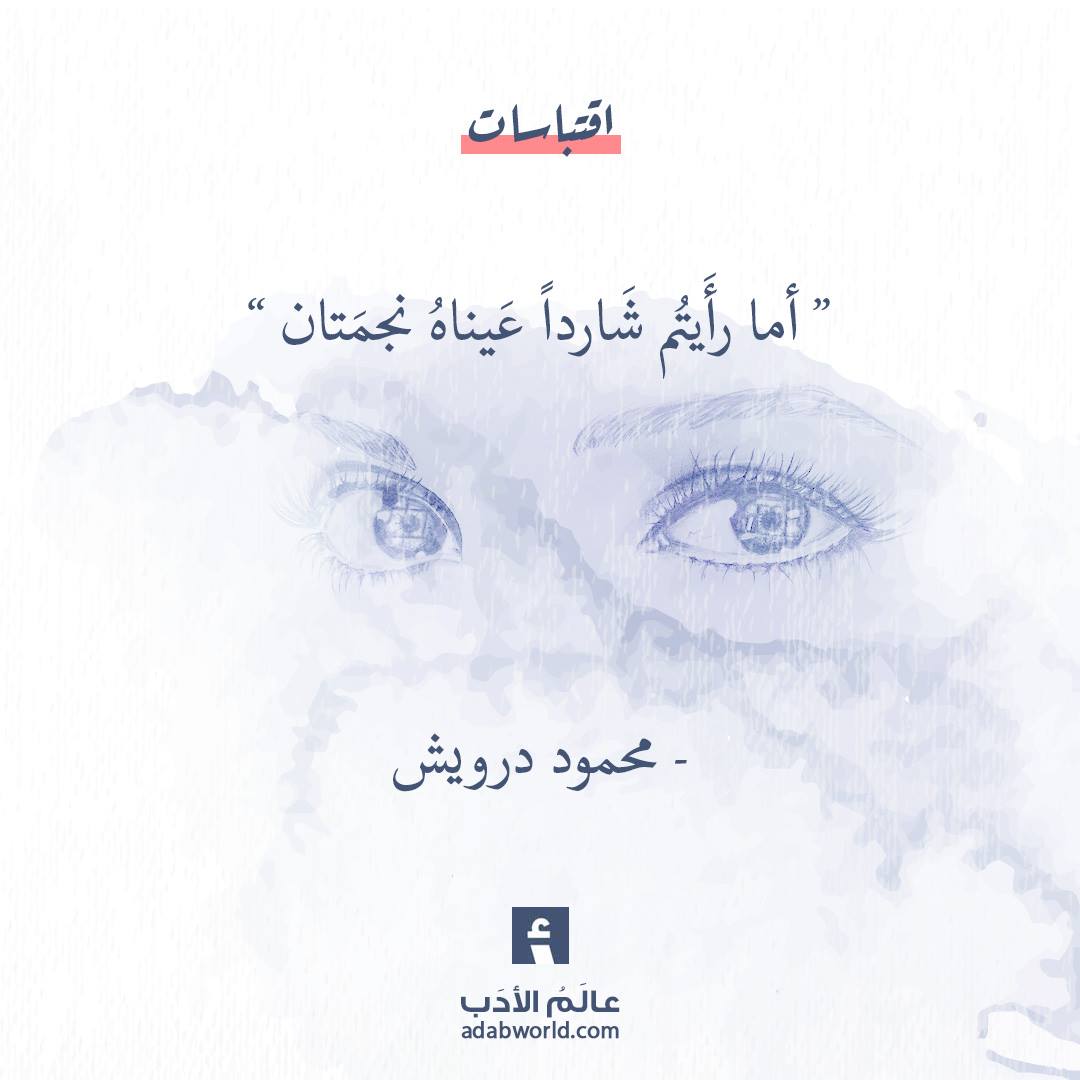 اقتباسات
” أما رأَيتُم شَارداً عَيناهُ نجمَتان “
- محمود درويش
أ
عالَمُ الأدَب
adabworld.com